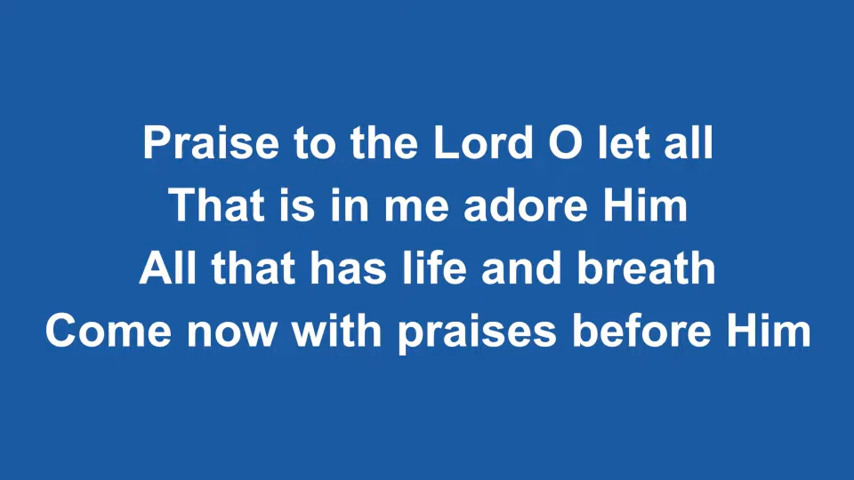 Praise to the Lord O let all
That is in me adore Him
All that has life and breath
Come now with praises before Him